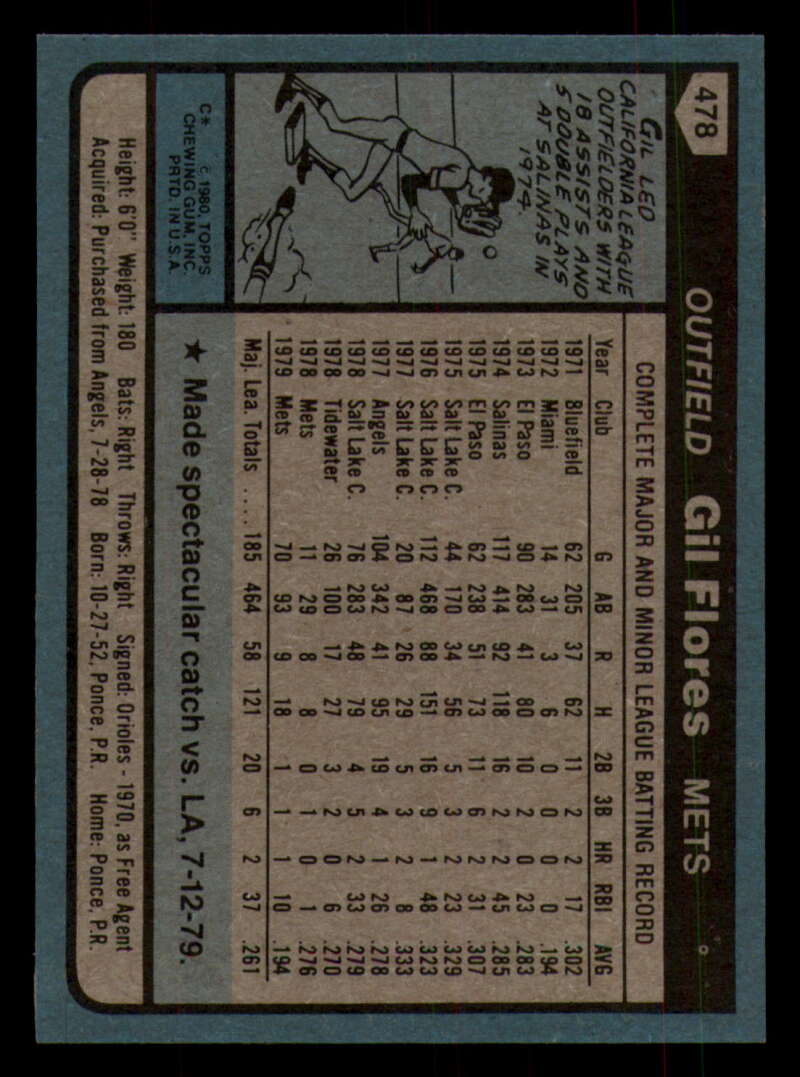 478
OUTFIELD Gil Flores METS
GIL LED
CALIFORNIA LEAGUE
OUTFIELDERS WITH
18 ASSISTS AND
5 DOUBLE PLAYS
AT SALINAS IN
1974.
C* © 1980, TOPPS
CHEWING GUM, INC.
PRTD. IN U.S.A.
COMPLETE MAJOR AND MINOR LEAGUE BATTING RECORD
Year Club G AB R H 2B 3B HR RBI AVG
1971 Bluefield 62 205 37 62 11 2 2 17 .302
1972 Miami 14 31 3 6 0 0 0 0 .194
1973 El Paso 90 283 41 80 10 2 0 23 .283
1974 Salinas 117 414 92 118 16 2 2 45 .285
1975 El Paso 62 238 51 73 11 6 2 31 .307
1975 Salt Lake C. 44 170 34 56 5 3 2 23 .329
1976 Salt Lake C. 112 468 88 151 16 9 1 48 .323
1977 Salt Lake C. 20 87 26 29 5 3 2 8 .333
1977 Angels 104 342 41 95 19 4 1 26 .278
1978 Salt Lake C. 76 283 48 79 4 5 2 33 .279
1978 Tidewater 26 100 17 27 3 2 0 6 .270
1978 Mets 11 29 8 8 0 1 0 1 .276
1979 Mets 70 93 9 18 1 1 1 10 .194
Maj. Lea. Totals .... 185 464 58 121 20 6 2 37 .261
★ Made spectacular catch vs. LA, 7-12-79.
Height: 6'0" Weight: 180 Bats: Right Throws: Right Signed: Orioles - 1970, as Free Agent
Acquired: Purchased from Angels, 7-28-78 Born: 10-27-52, Ponce, P.R. Home: Ponce, P.R.